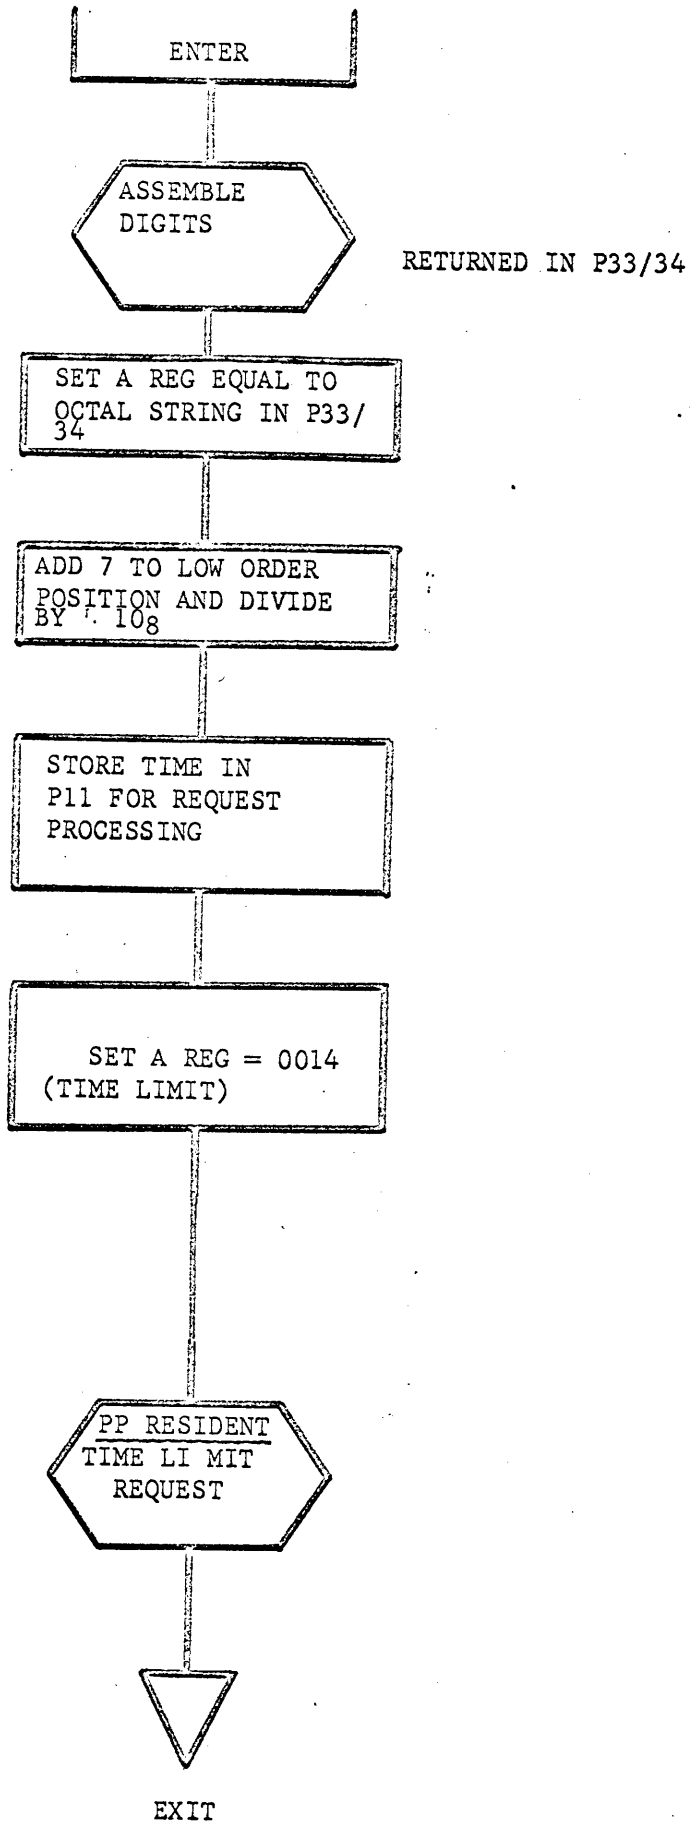 ENTER
ASSEMBLE
DIGITS
RETURNED IN P33/34
SET A REG EQUAL TO
OCTAL STRING IN P33/
34
ADD 7 TO LOW ORDER
POSITION AND DIVIDE
BY 10₈
STORE TIME IN
P11 FOR REQUEST
PROCESSING
SET A REG = 0014
(TIME LIMIT)
PP RESIDENT
TIME LI MIT
REQUEST
EXIT